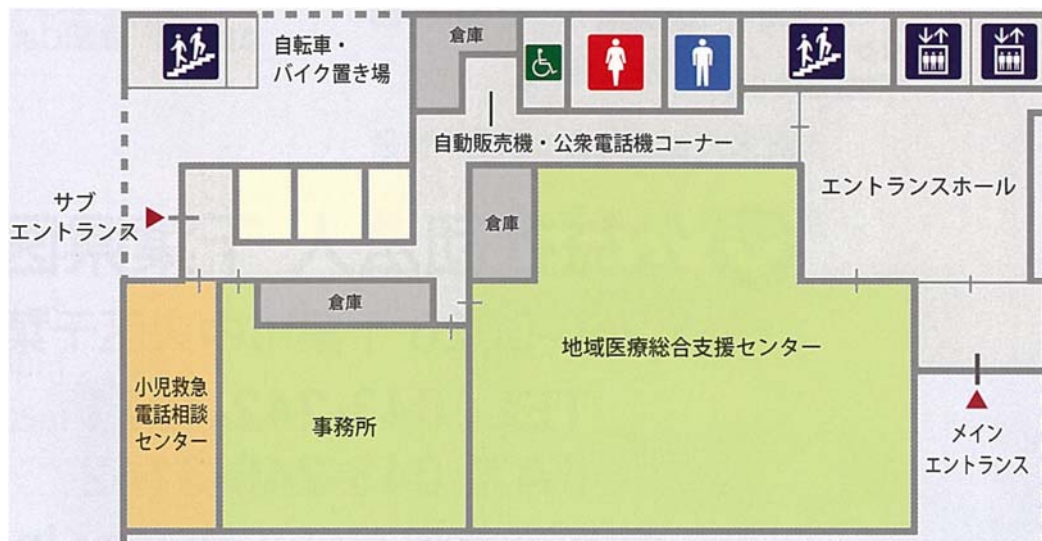 倉庫
自転車・
バイク置き場
自動販売機・公衆電話機コーナー
サブ
エントランス
エントランスホール
倉庫
倉庫
地域医療総合支援センター
小児救急
電話相談
センター
事務所
メイン
エントランス